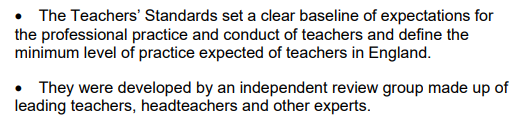 • The Teachers’ Standards set a clear baseline of expectations for
the professional practice and conduct of teachers and define the
minimum level of practice expected of teachers in England.
• They were developed by an independent review group made up of
leading teachers, headteachers and other experts.